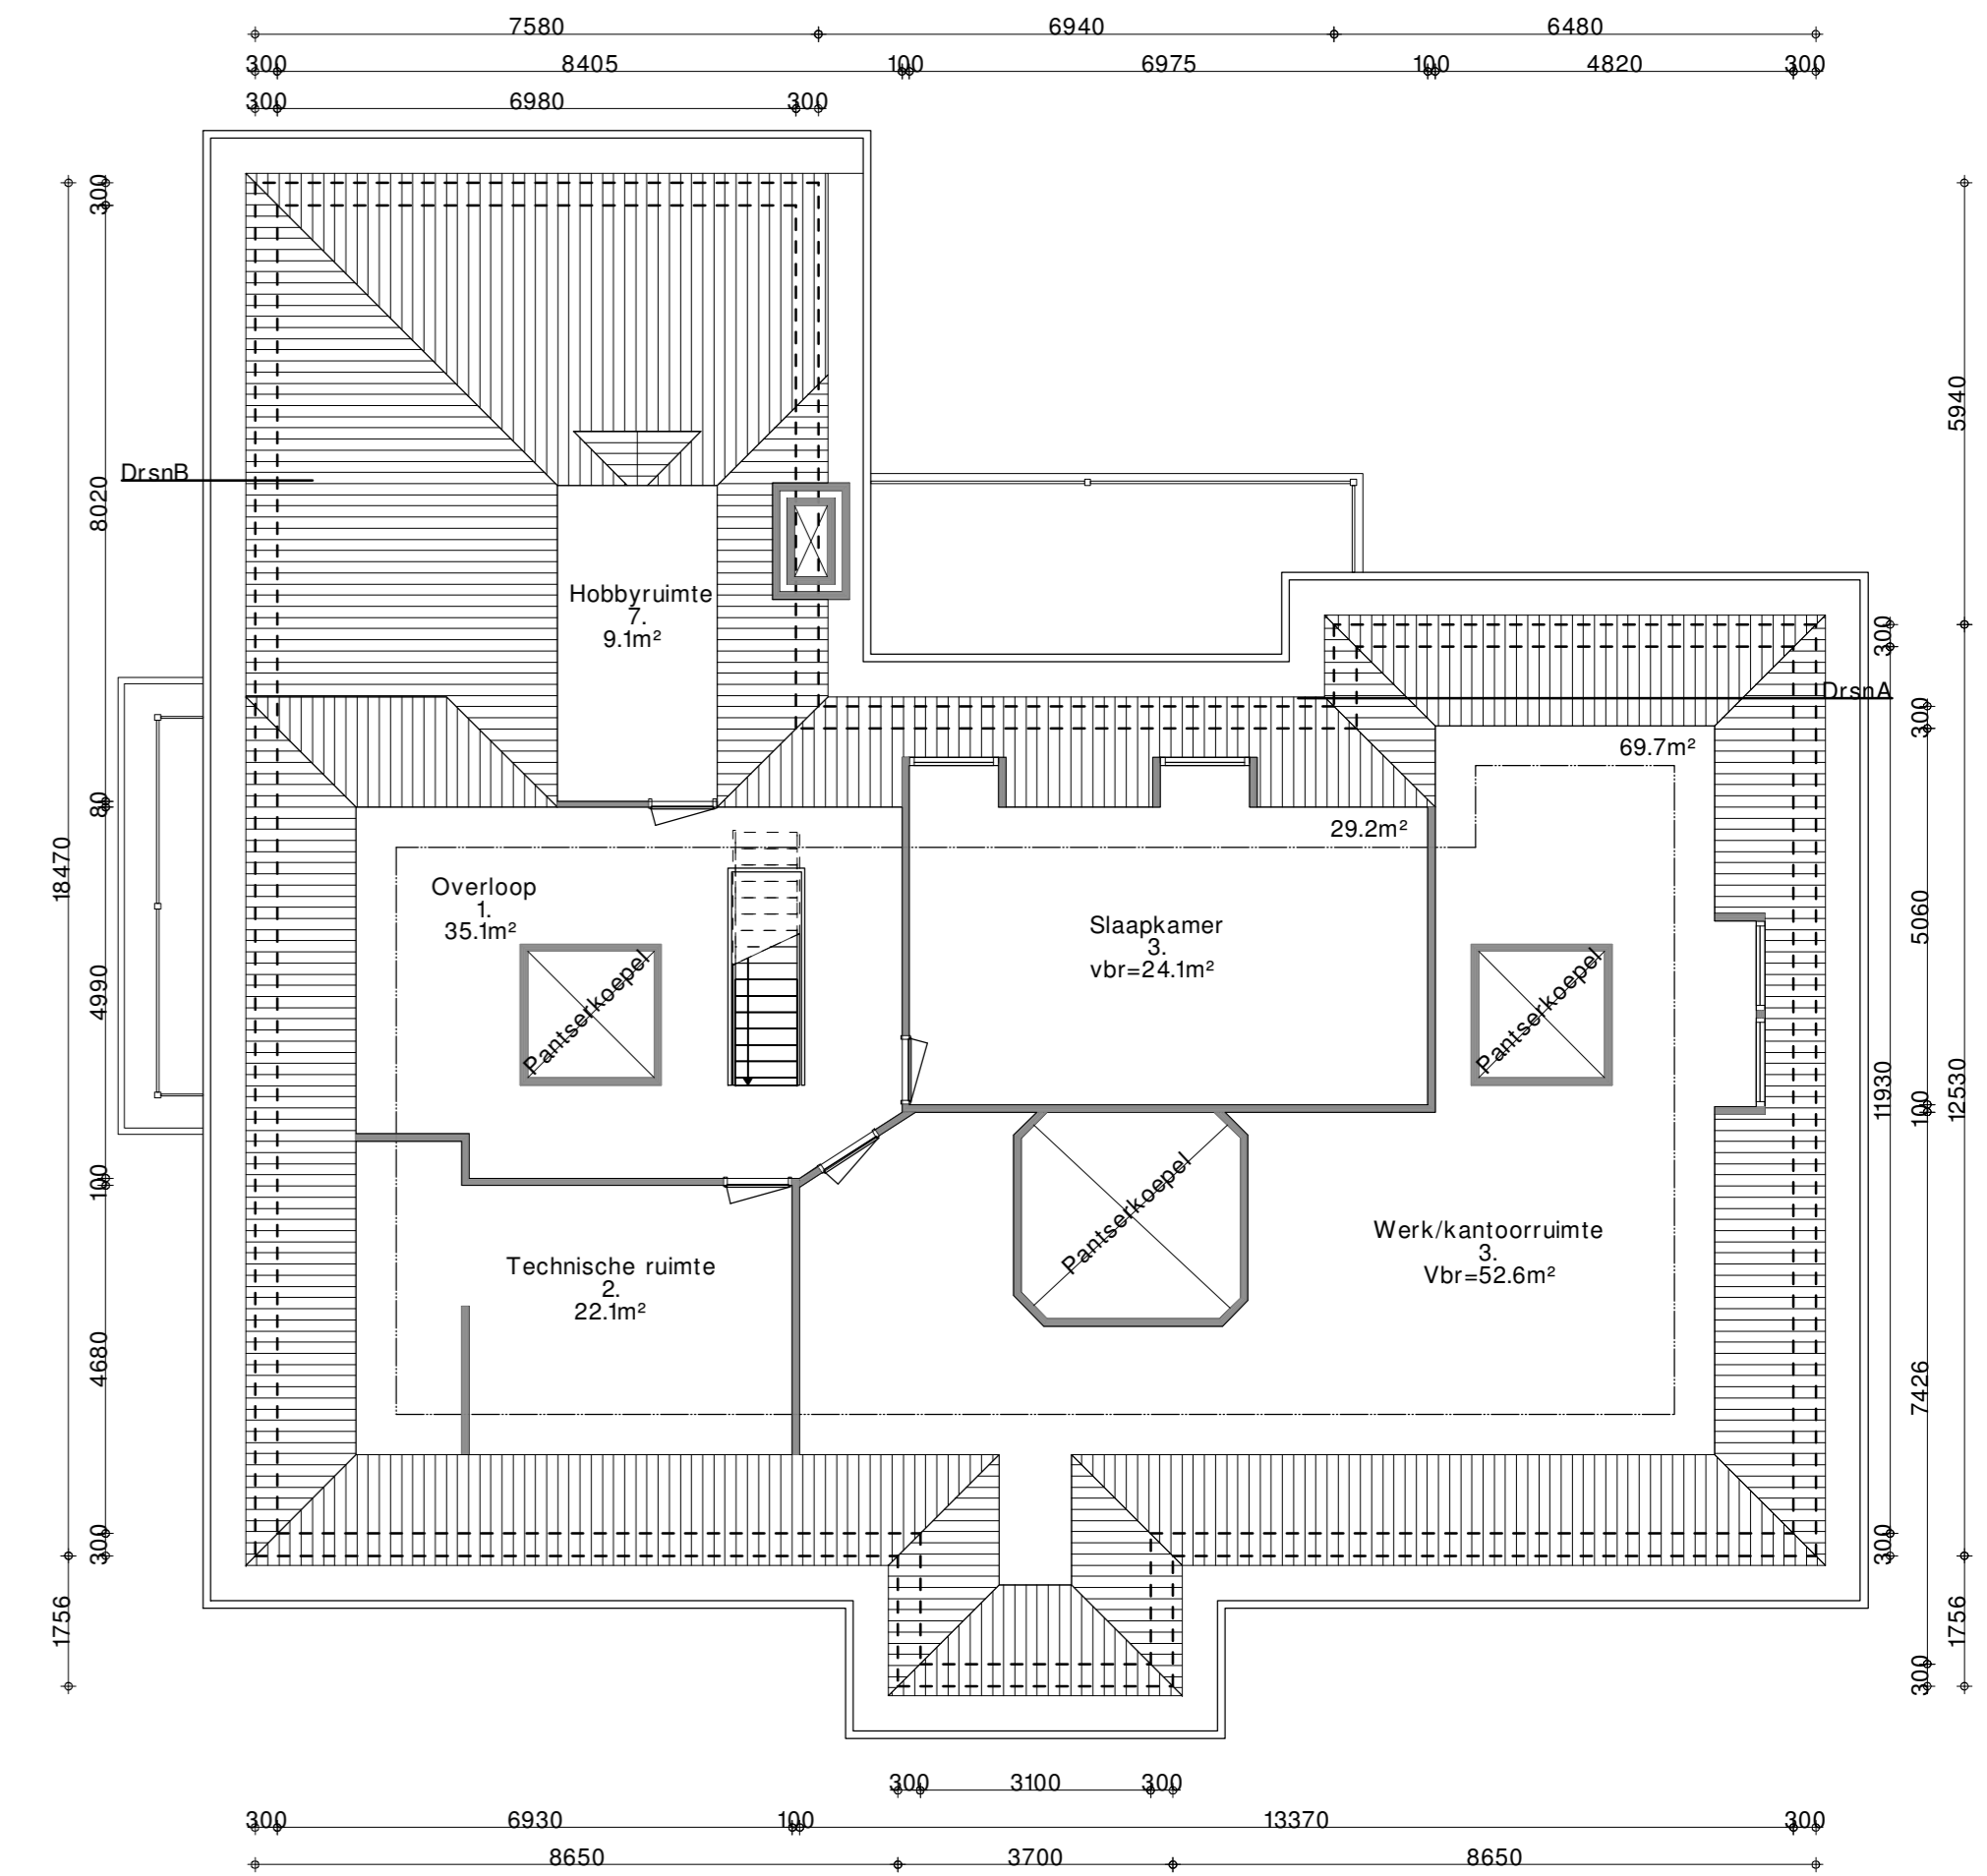 7580 6940 6480
300 8405 100 6975 100 4820 300
300 6980 300
300
5940
DrsnB
8020
Hobbyruimte
7.
9.1m²
300
DrsnA
300
69.7m²
80
29.2m²
18470
Overloop
1.
35.1m²
Slaapkamer
3.
vbr=24.1m²
5060
4990
Pantserkoepel
Pantserkoepel
11930
100
12530
100
Pantserkoepel
Werk/kantoorruimte
3.
Vbr=52.6m²
Technische ruimte
2.
22.1m²
4680
7426
300
300
1756
1756
300
300 3100 300
300 6930 100 13370 300
8650 3700 8650